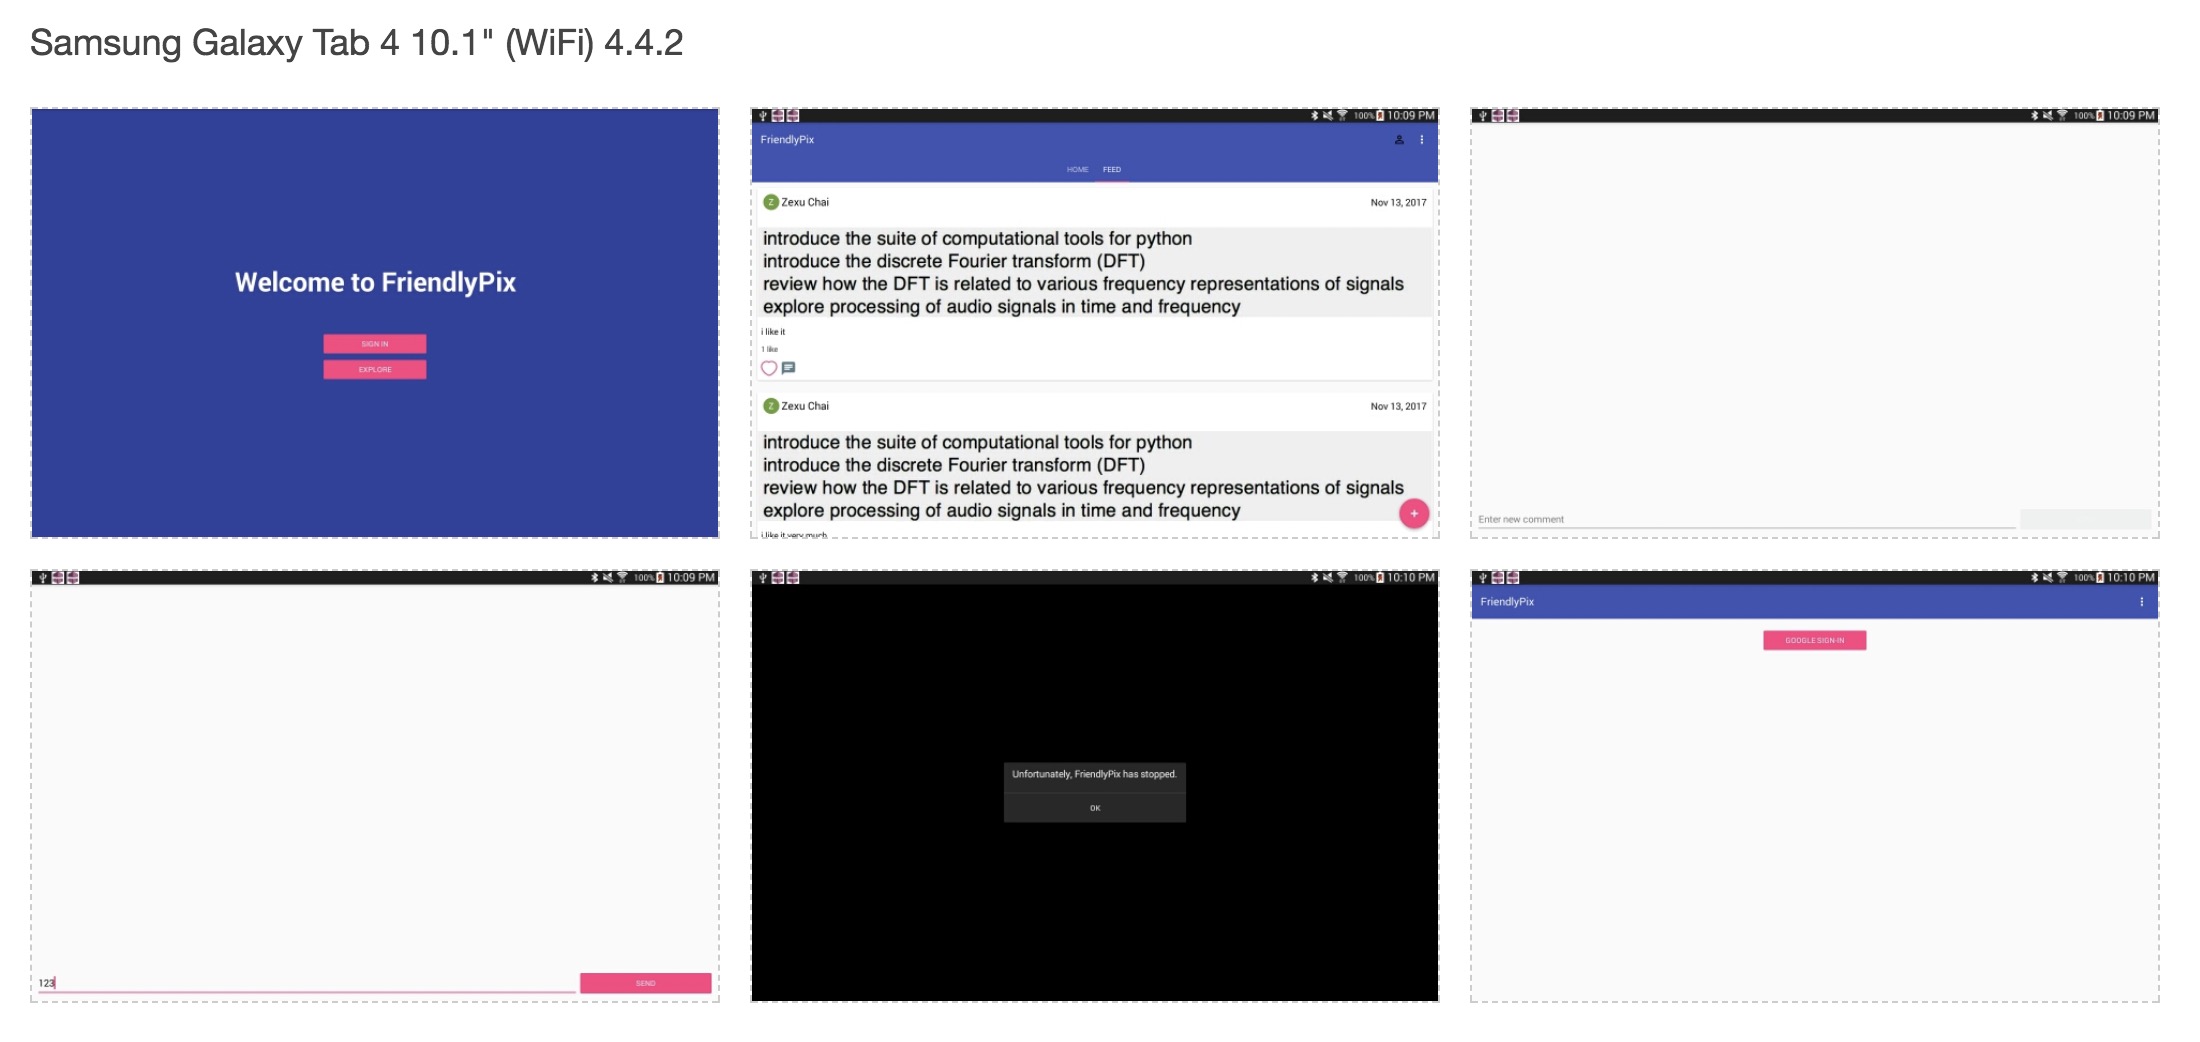 Samsung Galaxy Tab 4 10.1" (WiFi) 4.4.2
Welcome to FriendlyPix
SIGN IN
EXPLORE
100% 10:09 PM
FriendlyPix
HOME FEED
Z Zexu Chai Nov 13, 2017
introduce the suite of computational tools for python
introduce the discrete Fourier transform (DFT)
review how the DFT is related to various frequency representations of signals
explore processing of audio signals in time and frequency
i like it
1 like
Z Zexu Chai Nov 13, 2017
introduce the suite of computational tools for python
introduce the discrete Fourier transform (DFT)
review how the DFT is related to various frequency representations of signals
explore processing of audio signals in time and frequency
i like it very much
+
100% 10:09 PM
Enter new comment
100% 10:09 PM
123
SEND
100% 10:10 PM
Unfortunately, FriendlyPix has stopped.
OK
100% 10:10 PM
FriendlyPix
GOOGLE SIGN-IN